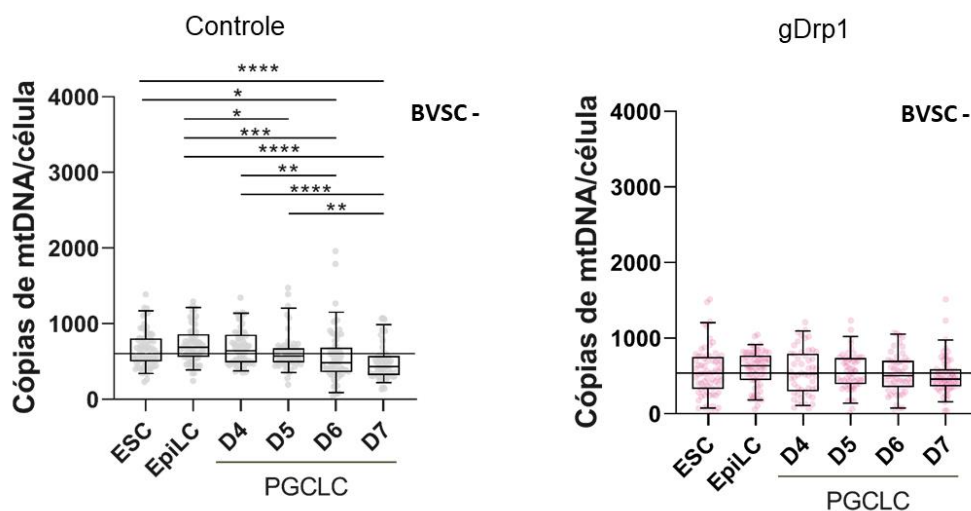 Controle
Cópias de mtDNA/célula
4000
3000
2000
1000
0
****
*
*
***
****
**
****
**
BVSC -
ESC
EpiLC
D4
D5
D6
D7
PGCLC
gDrp1
Cópias de mtDNA/célula
4000
3000
2000
1000
0
BVSC -
ESC
EpiLC
D4
D5
D6
D7
PGCLC